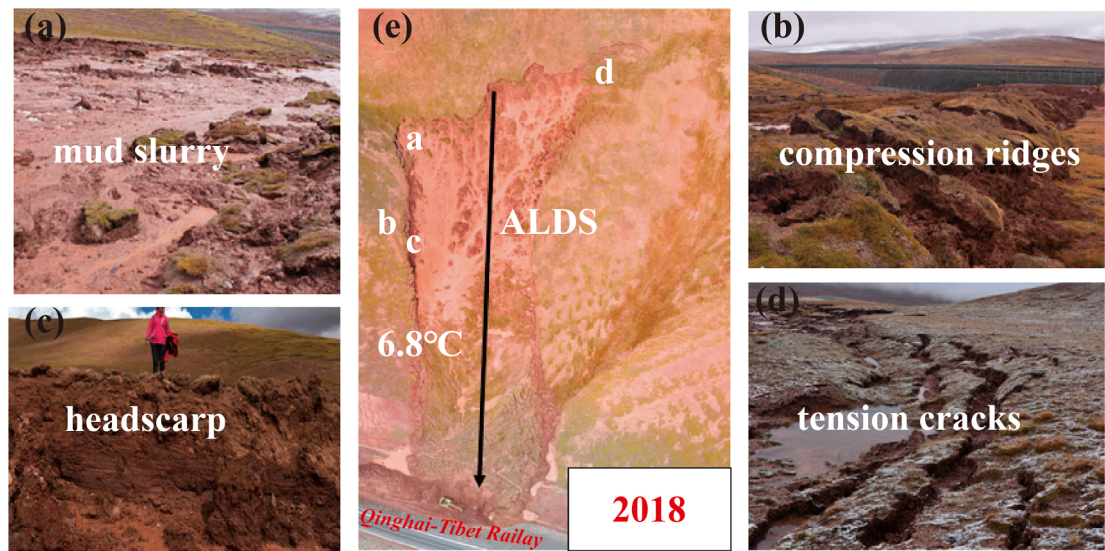 (a)
mud slurry
(e)
d
a
b
c
ALDS
6.8°C
Qinghai-Tibet Railay
2018
(b)
compression ridges
(c)
headscarp
(d)
tension cracks